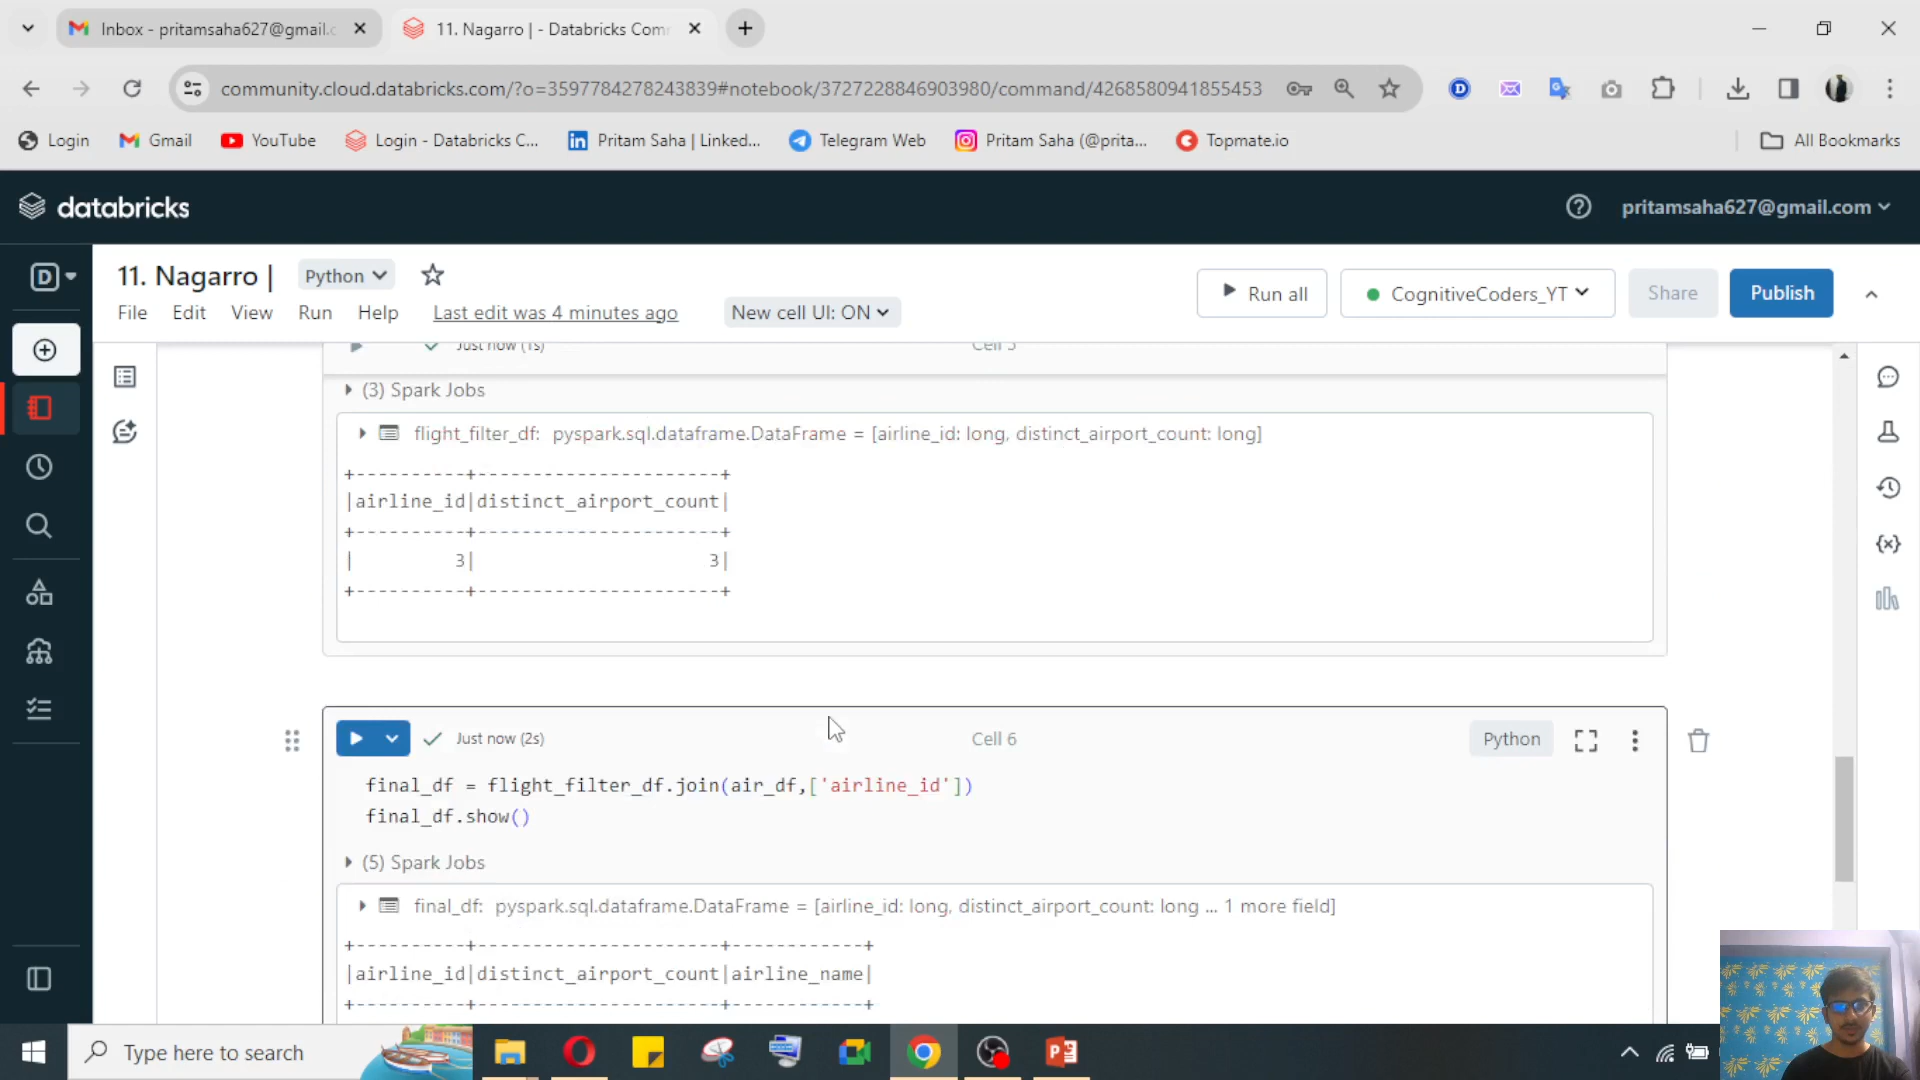 Inbox - pritamsaha627@gmail.c
11. Nagarro | - Databricks Com
community.cloud.databricks.com/?o=3597784278243839#notebook/3727228846903980/command/4268580941855453
Login
Gmail
YouTube
Login - Databricks C...
Pritam Saha | Linked...
Telegram Web
Pritam Saha (@prita...
Topmate.io
All Bookmarks
databricks
pritamsaha627@gmail.com
11. Nagarro |
Python
File Edit View Run Help Last edit was 4 minutes ago New cell UI: ON
Run all
CognitiveCoders_YT
Share
Publish
Just now (1s)
Cell 5
(3) Spark Jobs
flight_filter_df: pyspark.sql.dataframe.DataFrame = [airline_id: long, distinct_airport_count: long]
+----------+----------------------+
|airline_id|distinct_airport_count|
+----------+----------------------+
|         3|                     3|
+----------+----------------------+
Just now (2s)
Cell 6
Python
final_df = flight_filter_df.join(air_df,['airline_id'])
final_df.show()
(5) Spark Jobs
final_df: pyspark.sql.dataframe.DataFrame = [airline_id: long, distinct_airport_count: long ... 1 more field]
+----------+----------------------+------------+
|airline_id|distinct_airport_count|airline_name|
+----------+----------------------+------------+
Type here to search